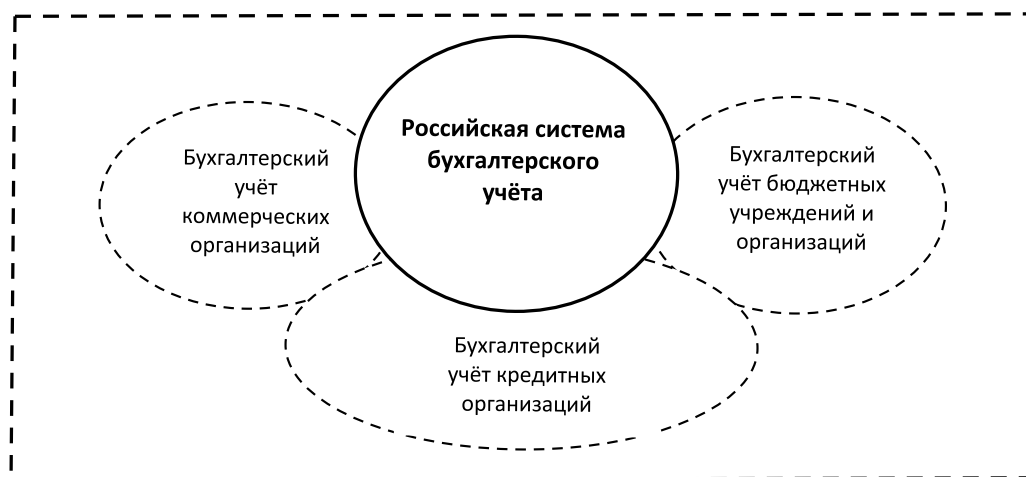 Российская система
бухгалтерского
учёта
Бухгалтерский
учёт
коммерческих
организаций
Бухгалтерский
учёт бюджетных
учреждений и
организаций
Бухгалтерский
учёт кредитных
организаций